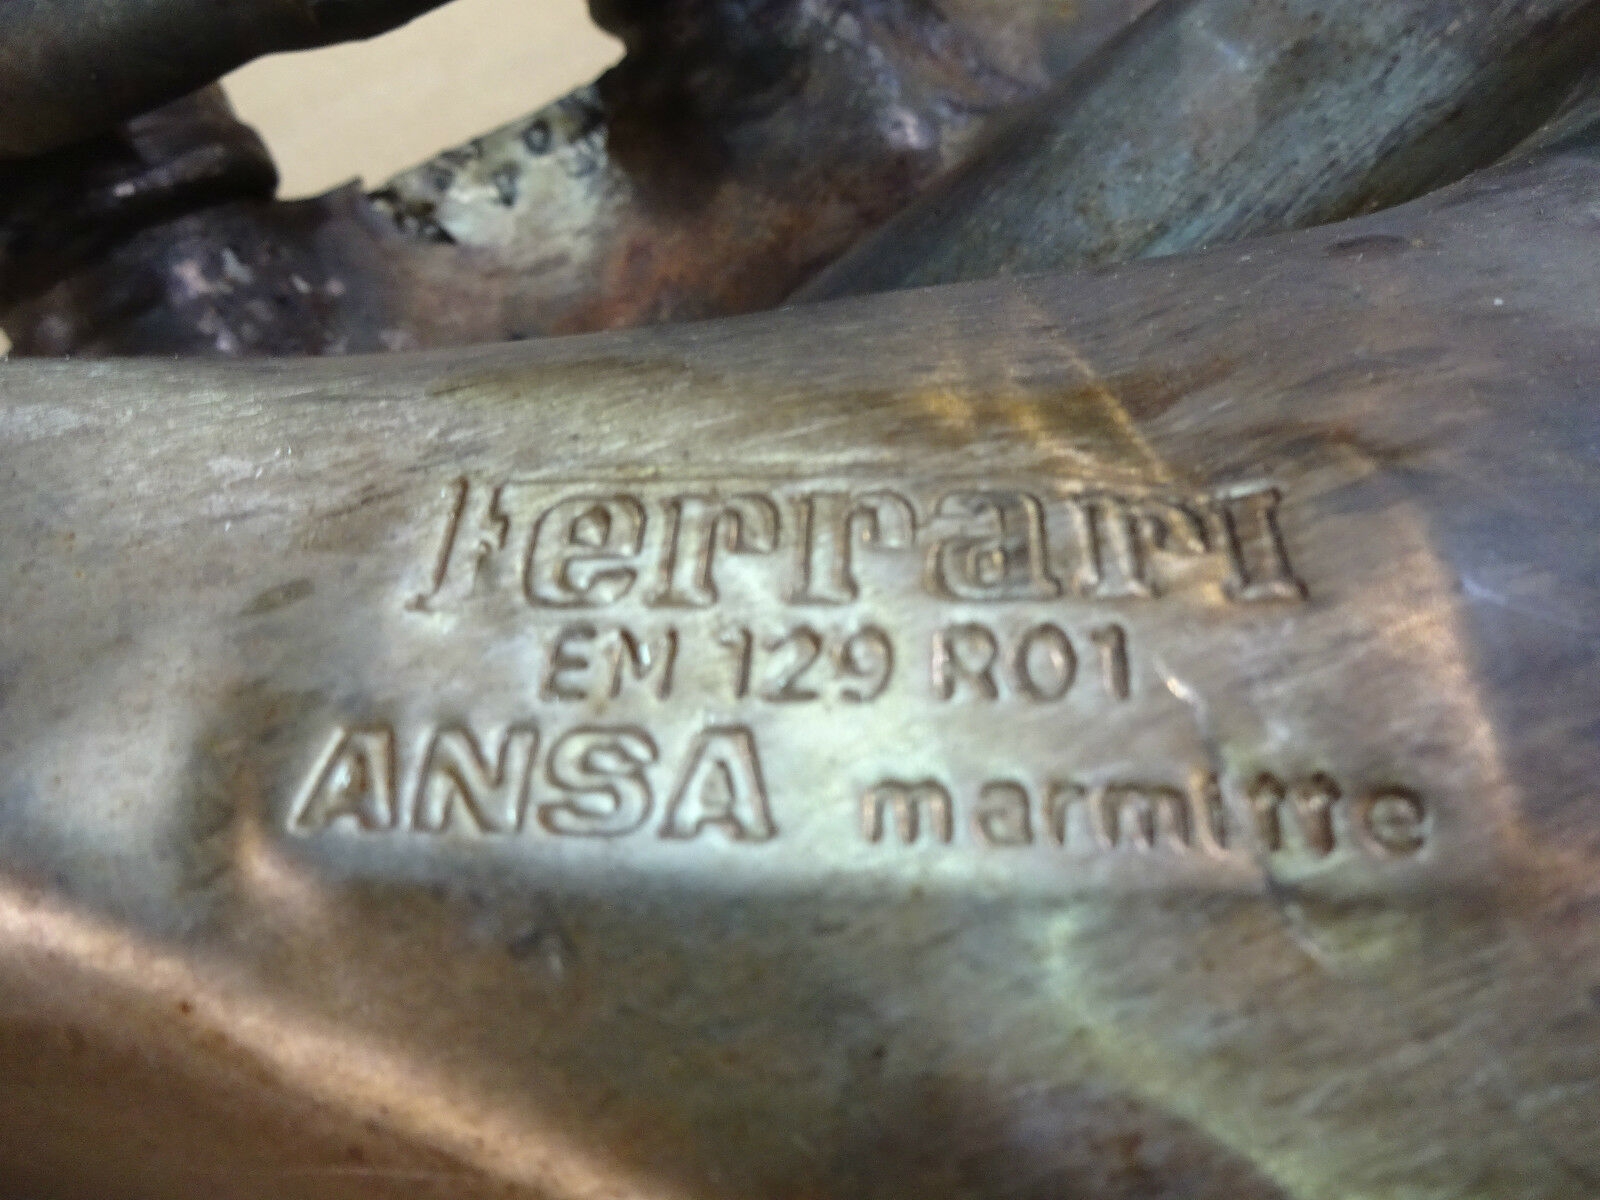 Ferrari
EM 129 R01
ANSA marmitte